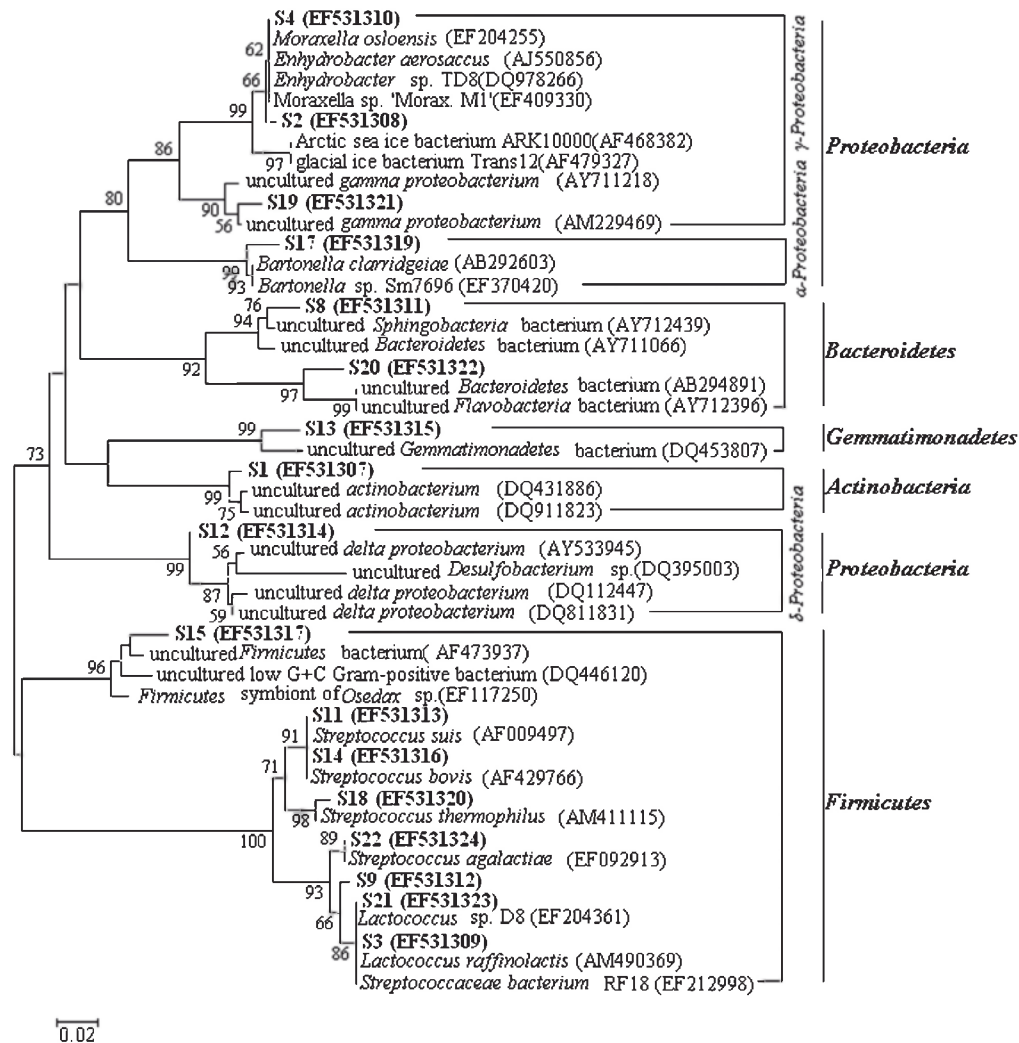 S4 (EF531310)
Moraxella osloensis (EF204255)
62
Enhydrobacter aerosaccus (AJ550856)
Enhydrobacter sp. TD8(DQ978266)
66
Moraxella sp. 'Morax. M1'(EF409330)
99
S2 (EF531308)
Arctic sea ice bacterium ARK10000(AF468382)
86
97
glacial ice bacterium Trans12(AF479327)
uncultured gamma proteobacterium (AY711218)
80
90
S19 (EF531321)
56
uncultured gamma proteobacterium (AM229469)
γ-Proteobacteria
Proteobacteria
S17 (EF531319)
Bartonella clarridgeiae (AB292603)
99
93
Bartonella sp. Sm7696 (EF370420)
α-Proteobacteria
76
S8 (EF531311)
94
uncultured Sphingobacteria bacterium (AY712439)
uncultured Bacteroidetes bacterium (AY711066)
92
S20 (EF531322)
97
uncultured Bacteroidetes bacterium (AB294891)
99
uncultured Flavobacteria bacterium (AY712396)
Bacteroidetes
99
S13 (EF531315)
uncultured Gemmatimonadetes bacterium (DQ453807)
Gemmatimonadetes
73
S1 (EF531307)
99
uncultured actinobacterium (DQ431886)
75
uncultured actinobacterium (DQ911823)
Actinobacteria
S12 (EF531314)
56
uncultured delta proteobacterium (AY533945)
99
uncultured Desulfobacterium sp.(DQ395003)
87
uncultured delta proteobacterium (DQ112447)
59
uncultured delta proteobacterium (DQ811831)
δ-Proteobacteria
Proteobacteria
S15 (EF531317)
uncultured Firmicutes bacterium( AF473937)
96
uncultured low G+C Gram-positive bacterium (DQ446120)
Firmicutes symbiont of Osedax sp.(EF117250)
S11 (EF531313)
91
Streptococcus suis (AF009497)
S14 (EF531316)
71
Streptococcus bovis (AF429766)
S18 (EF531320)
98
Streptococcus thermophilus (AM411115)
100
89
S22 (EF531324)
Streptococcus agalactiae (EF092913)
93
S9 (EF531312)
S21 (EF531323)
66
Lactococcus sp. D8 (EF204361)
S3 (EF531309)
86
Lactococcus raffinolactis (AM490369)
Streptococcaceae bacterium RF18 (EF212998)
Firmicutes
0.02